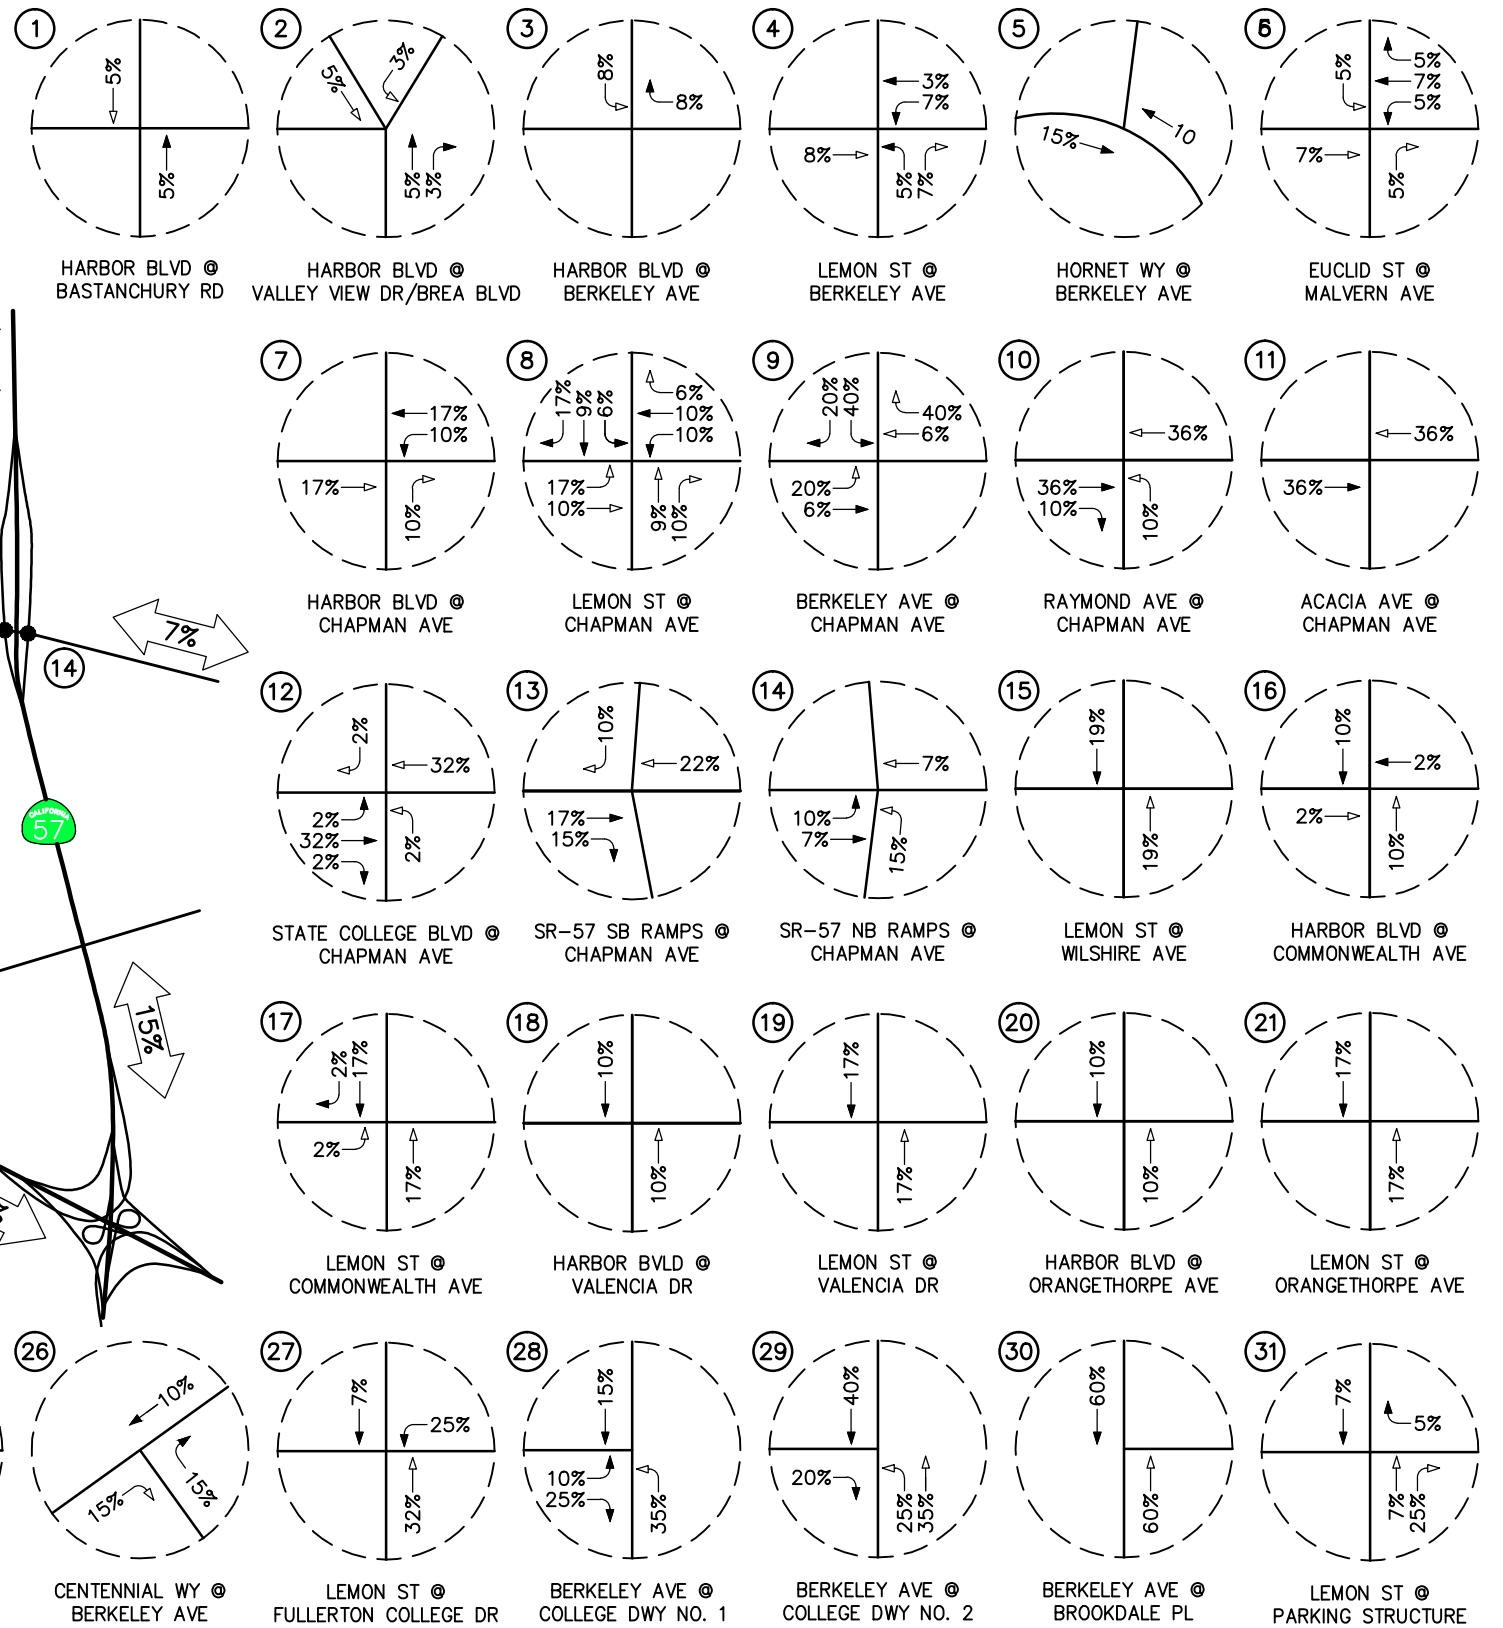 1
5%
5%
HARBOR BLVD @
BASTANCHURY RD
2
5%
3%
5%
3%
HARBOR BLVD @
VALLEY VIEW DR/BREA BLVD
3
8%
8%
HARBOR BLVD @
BERKELEY AVE
4
3%
7%
8%
5%
7%
LEMON ST @
BERKELEY AVE
5
10
15%
HORNET WY @
BERKELEY AVE
5%
5%
7%
5%
7%
5%
EUCLID ST @
MALVERN AVE
7
17%
10%
17%
10%
HARBOR BLVD @
CHAPMAN AVE
8
17%
9%
6%
6%
10%
10%
17%
10%
9%
10%
LEMON ST @
CHAPMAN AVE
9
20%
40%
40%
6%
20%
6%
BERKELEY AVE @
CHAPMAN AVE
10
36%
36%
10%
10%
RAYMOND AVE @
CHAPMAN AVE
11
36%
36%
ACACIA AVE @
CHAPMAN AVE
7%
14
12
2%
32%
2%
32%
2%
2%
STATE COLLEGE BLVD @
CHAPMAN AVE
13
10%
22%
17%
15%
SR-57 SB RAMPS @
CHAPMAN AVE
14
7%
10%
7%
15%
SR-57 NB RAMPS @
CHAPMAN AVE
15
19%
19%
LEMON ST @
WILSHIRE AVE
16
10%
2%
2%
10%
HARBOR BLVD @
COMMONWEALTH AVE
CALIFORNIA
57
15%
17
2%
17%
2%
17%
LEMON ST @
COMMONWEALTH AVE
18
10%
10%
HARBOR BVLD @
VALENCIA DR
19
17%
17%
LEMON ST @
VALENCIA DR
20
10%
10%
HARBOR BLVD @
ORANGETHORPE AVE
21
17%
17%
LEMON ST @
ORANGETHORPE AVE
26
10%
15%
15%
CENTENNIAL WY @
BERKELEY AVE
27
7%
25%
32%
LEMON ST @
FULLERTON COLLEGE DR
28
15%
10%
25%
35%
BERKELEY AVE @
COLLEGE DWY NO. 1
29
40%
20%
25%
35%
BERKELEY AVE @
COLLEGE DWY NO. 2
30
60%
60%
BERKELEY AVE @
BROOKDALE PL
31
7%
5%
7%
25%
LEMON ST @
PARKING STRUCTURE